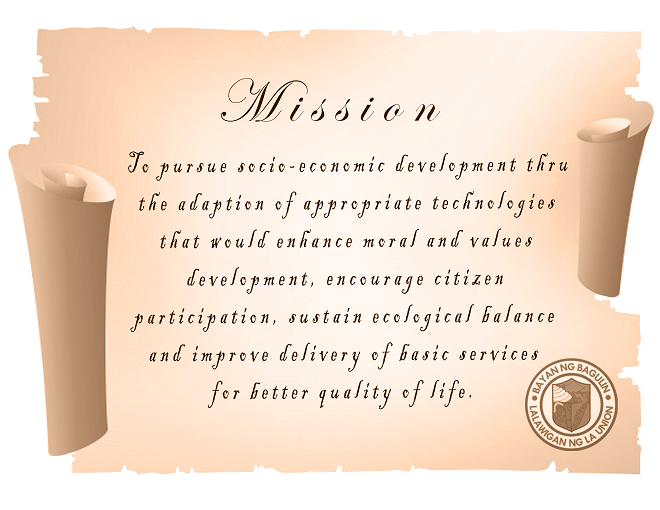 Mission
To pursue socio-economic development thru
the adaption of appropriate technologies
that would enhance moral and values
development, encourage citizen
participation, sustain ecological balance
and improve delivery of basic services
for better quality of life.
BAYAN NG BAGULIN
LALAWIGAN NG LA UNION